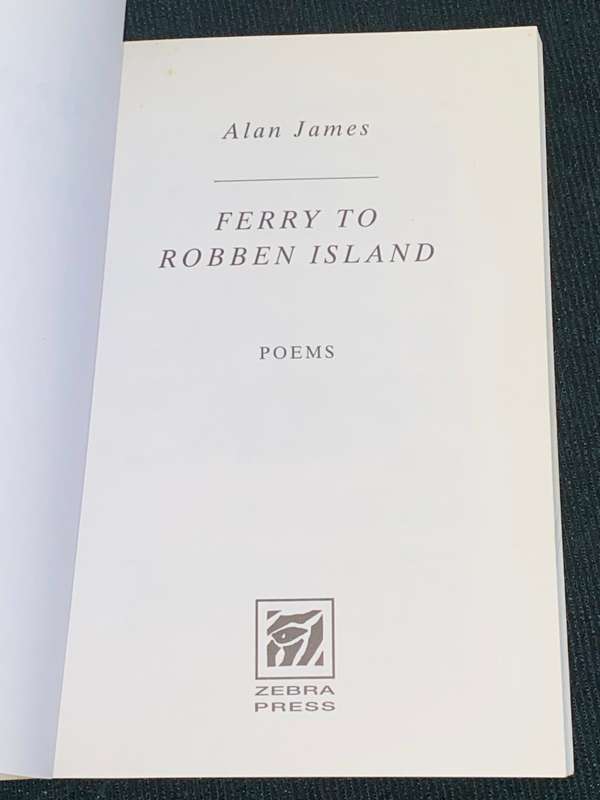 Alan James
FERRY TO
ROBBEN ISLAND
POEMS
ZEBRA
PRESS